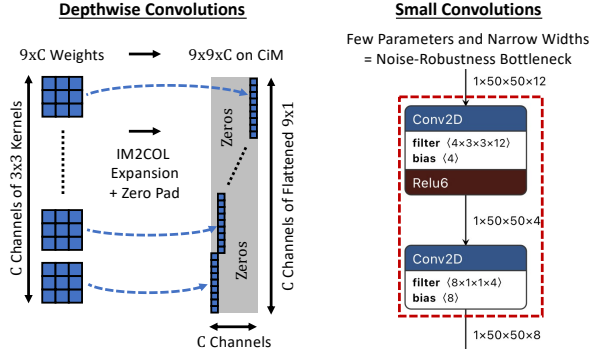 Depthwise Convolutions
9xC Weights
9x9xC on CiM
C Channels of 3x3 Kernels
IM2COL
Expansion
+ Zero Pad
Zeros
Zeros
C Channels of Flattened 9x1
C Channels
Small Convolutions
Few Parameters and Narrow Widths
= Noise-Robustness Bottleneck
1×50×50×12
Conv2D
filter ⟨4×3×3×12⟩
bias ⟨4⟩
Relu6
1×50×50×4
Conv2D
filter ⟨8×1×1×4⟩
bias ⟨8⟩
1×50×50×8